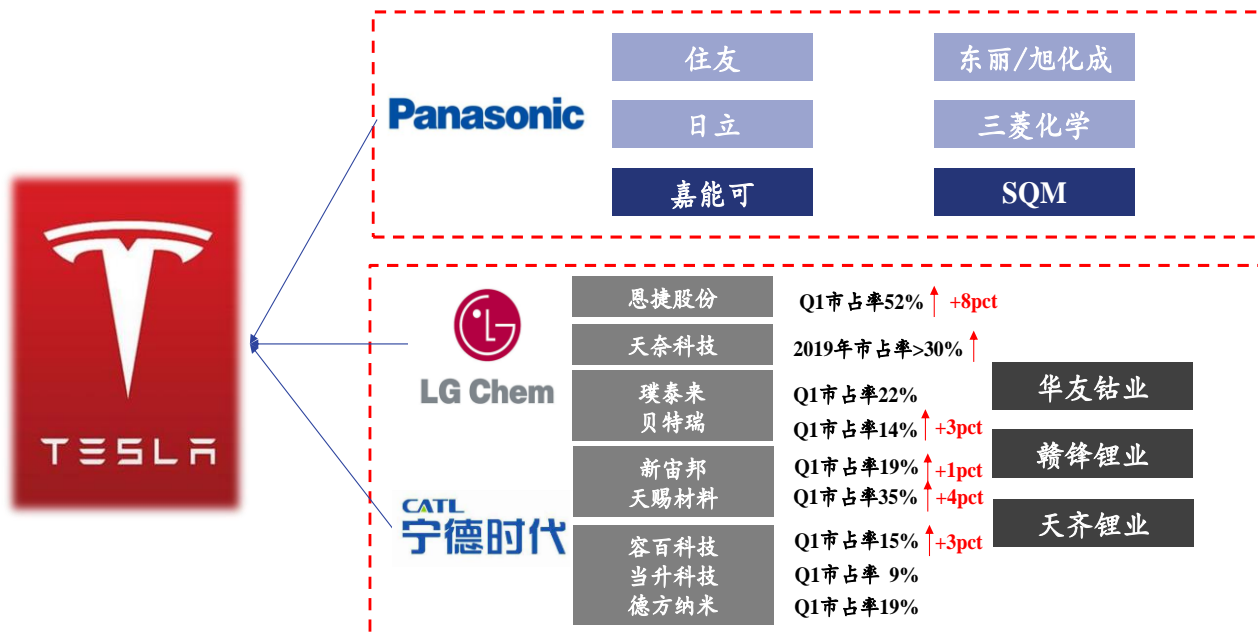 TESLA
Panasonic
住友
东丽/旭化成
日立
三菱化学
嘉能可
SQM
LG
LG Chem
恩捷股份
Q1市占率52% +8pct
天奈科技
2019年市占率>30%
璞泰来
Q1市占率22%
贝特瑞
Q1市占率14% +3pct
新宙邦
Q1市占率19% +1pct
天赐材料
Q1市占率35% +4pct
容百科技
Q1市占率15% +3pct
当升科技
Q1市占率 9%
德方纳米
Q1市占率19%
华友钴业
赣锋锂业
天齐锂业
CATL
宁德时代